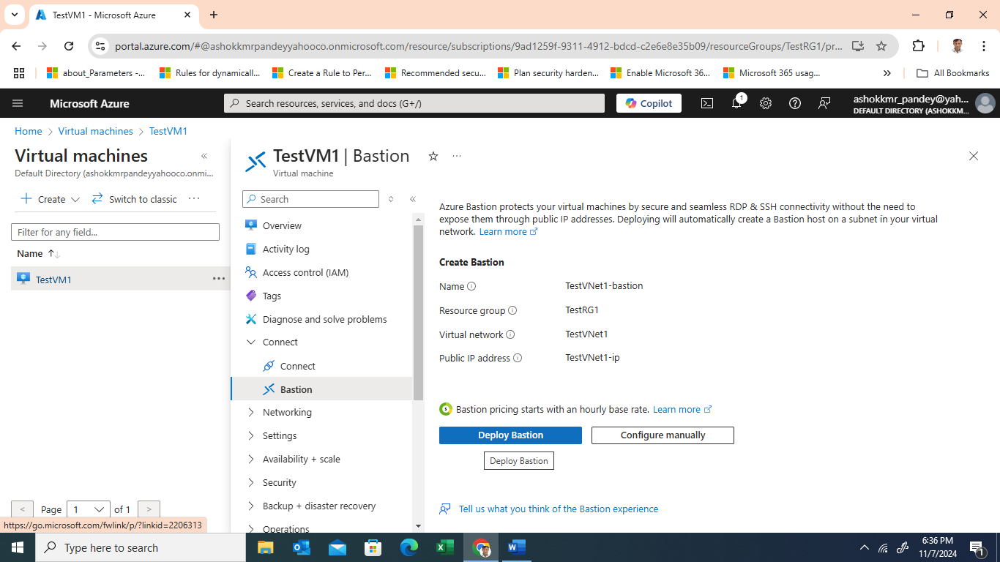 TestVM1 - Microsoft Azure
portal.azure.com/#@ashokkmrpandeyyahooco.onmicrosoft.com/resource/subscriptions/9ad1259f-9311-4912-bdcd-c2e6e8e35b09/resourceGroups/TestRG1/pr...
about_Parameters -...
Rules for dynamicall...
Create a Rule to Per...
Recommended secu...
Plan security harden...
Enable Microsoft 36...
Microsoft 365 usag...
All Bookmarks
Microsoft Azure
Search resources, services, and docs (G+/)
Copilot
1
ashokkmr_pandey@yah...
DEFAULT DIRECTORY (ASHOKKM...
Home > Virtual machines > TestVM1
Virtual machines
Default Directory (ashokkmrpandeyyahooco.onmi...
Create
Switch to classic
Filter for any field...
Name
TestVM1
Page 1 of 1
https://go.microsoft.com/fwlink/p/?linkid=2206313
TestVM1 | Bastion
Virtual machine
Search
Overview
Activity log
Access control (IAM)
Tags
Diagnose and solve problems
Connect
Connect
Bastion
Networking
Settings
Availability + scale
Security
Backup + disaster recovery
Operations
Azure Bastion protects your virtual machines by secure and seamless RDP & SSH connectivity without the need to
expose them through public IP addresses. Deploying will automatically create a Bastion host on a subnet in your virtual
network. Learn more
Create Bastion
Name TestVNet1-bastion
Resource group TestRG1
Virtual network TestVNet1
Public IP address TestVNet1-ip
Bastion pricing starts with an hourly base rate. Learn more
Deploy Bastion
Configure manually
Deploy Bastion
Tell us what you think of the Bastion experience
Type here to search
6:36 PM
11/7/2024
1